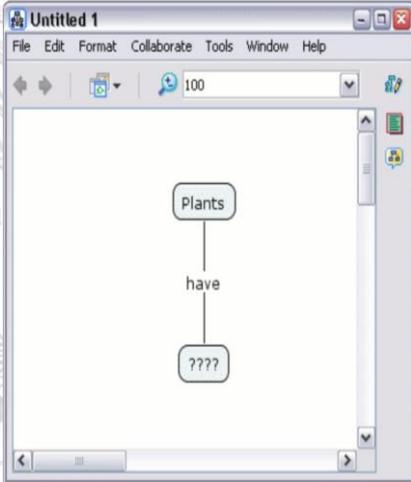 Untitled 1
File Edit Format Collaborate Tools Window Help
100
Plants
have
????